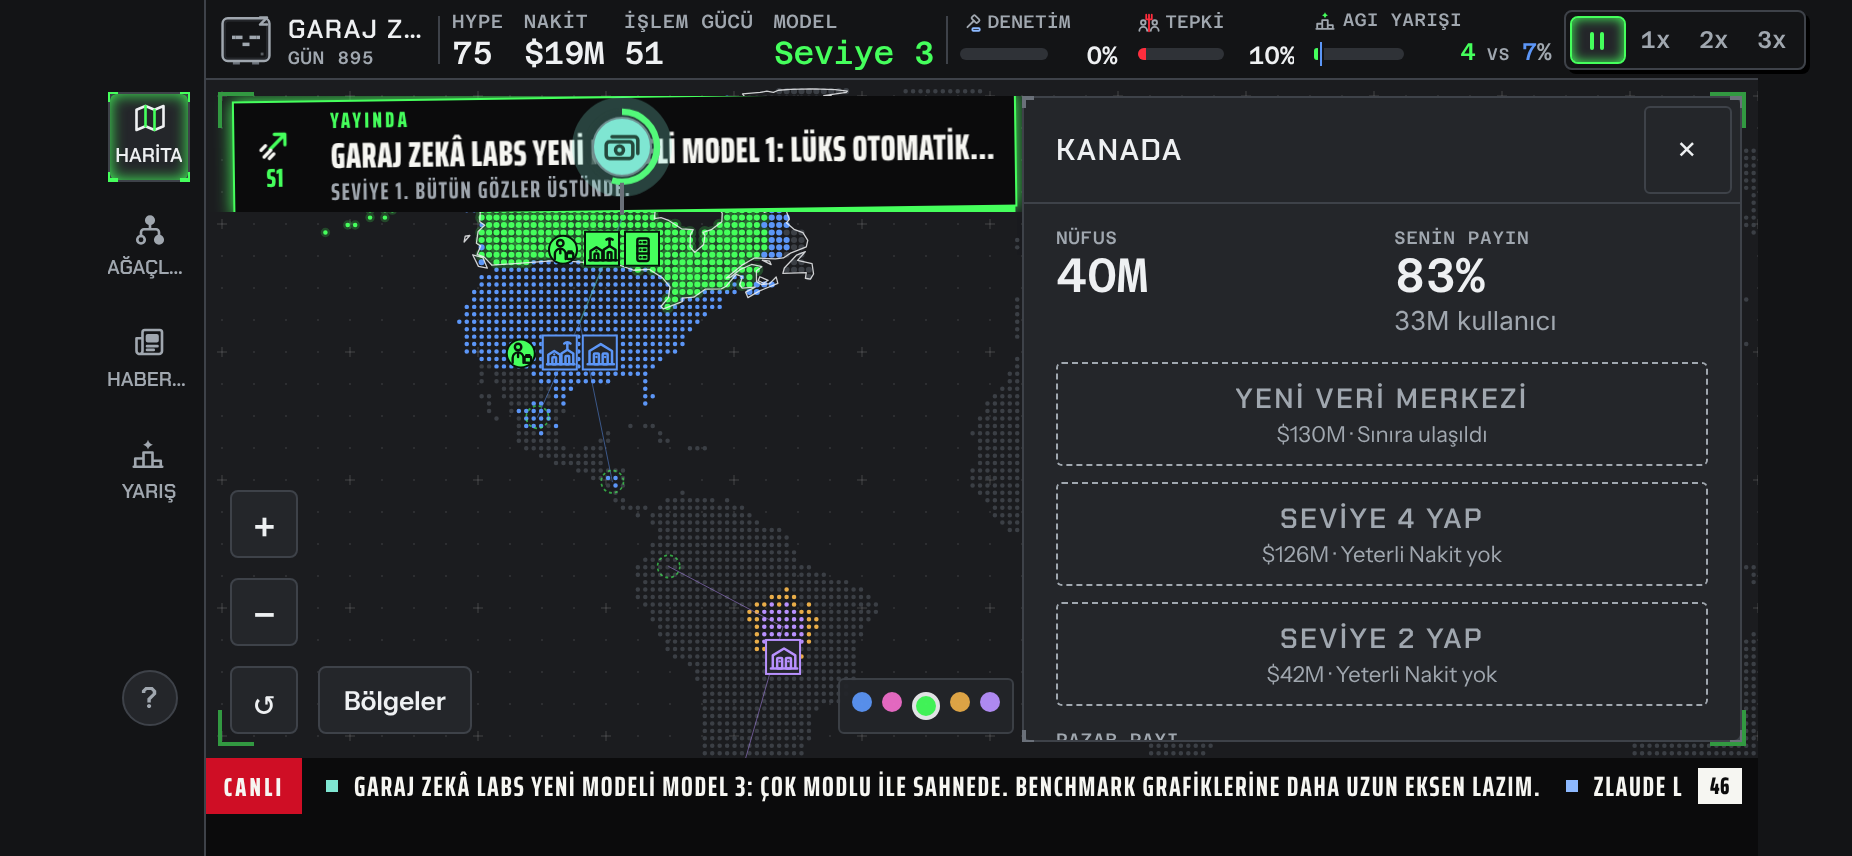 GARAJ Z...
GÜN 895
HYPE
75
NAKİT
$19M
İŞLEM GÜCÜ
51
MODEL
Seviye 3
DENETİM
0%
TEPKİ
10%
AGI YARIŞI
4 VS 7%
1x
2x
3x
HARİTA
AĞAÇL...
HABER...
YARIŞ
?
YAYINDA
GARAJ ZEKÂ LABS YENİ Lİ MODEL 1: LÜKS OTOMATİK...
SEVİYE 1. BÜTÜN GÖZLER ÜSTÜNDE.
S1
+
−
↺
Bölgeler
KANADA
×
NÜFUS
40M
SENİN PAYIN
83%
33M kullanıcı
YENİ VERİ MERKEZİ
$130M · Sınıra ulaşıldı
SEVİYE 4 YAP
$126M · Yeterli Nakit yok
SEVİYE 2 YAP
$42M · Yeterli Nakit yok
PAZAR PAYI
CANLI
GARAJ ZEKÂ LABS YENİ MODELİ MODEL 3: ÇOK MODLU İLE SAHNEDE. BENCHMARK GRAFİKLERİNE DAHA UZUN EKSEN LAZIM.
ZLAUDE L
46